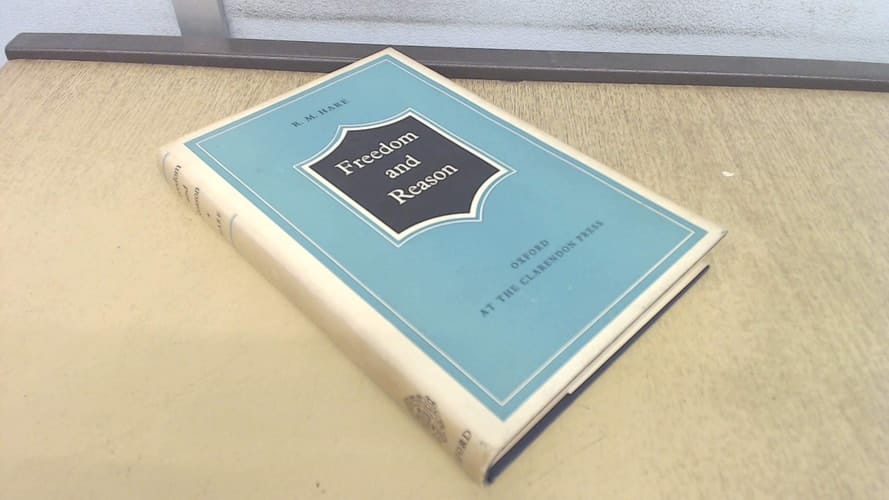 R. M. HARE
Freedom
and
Reason
OXFORD
AT THE CLARENDON PRESS